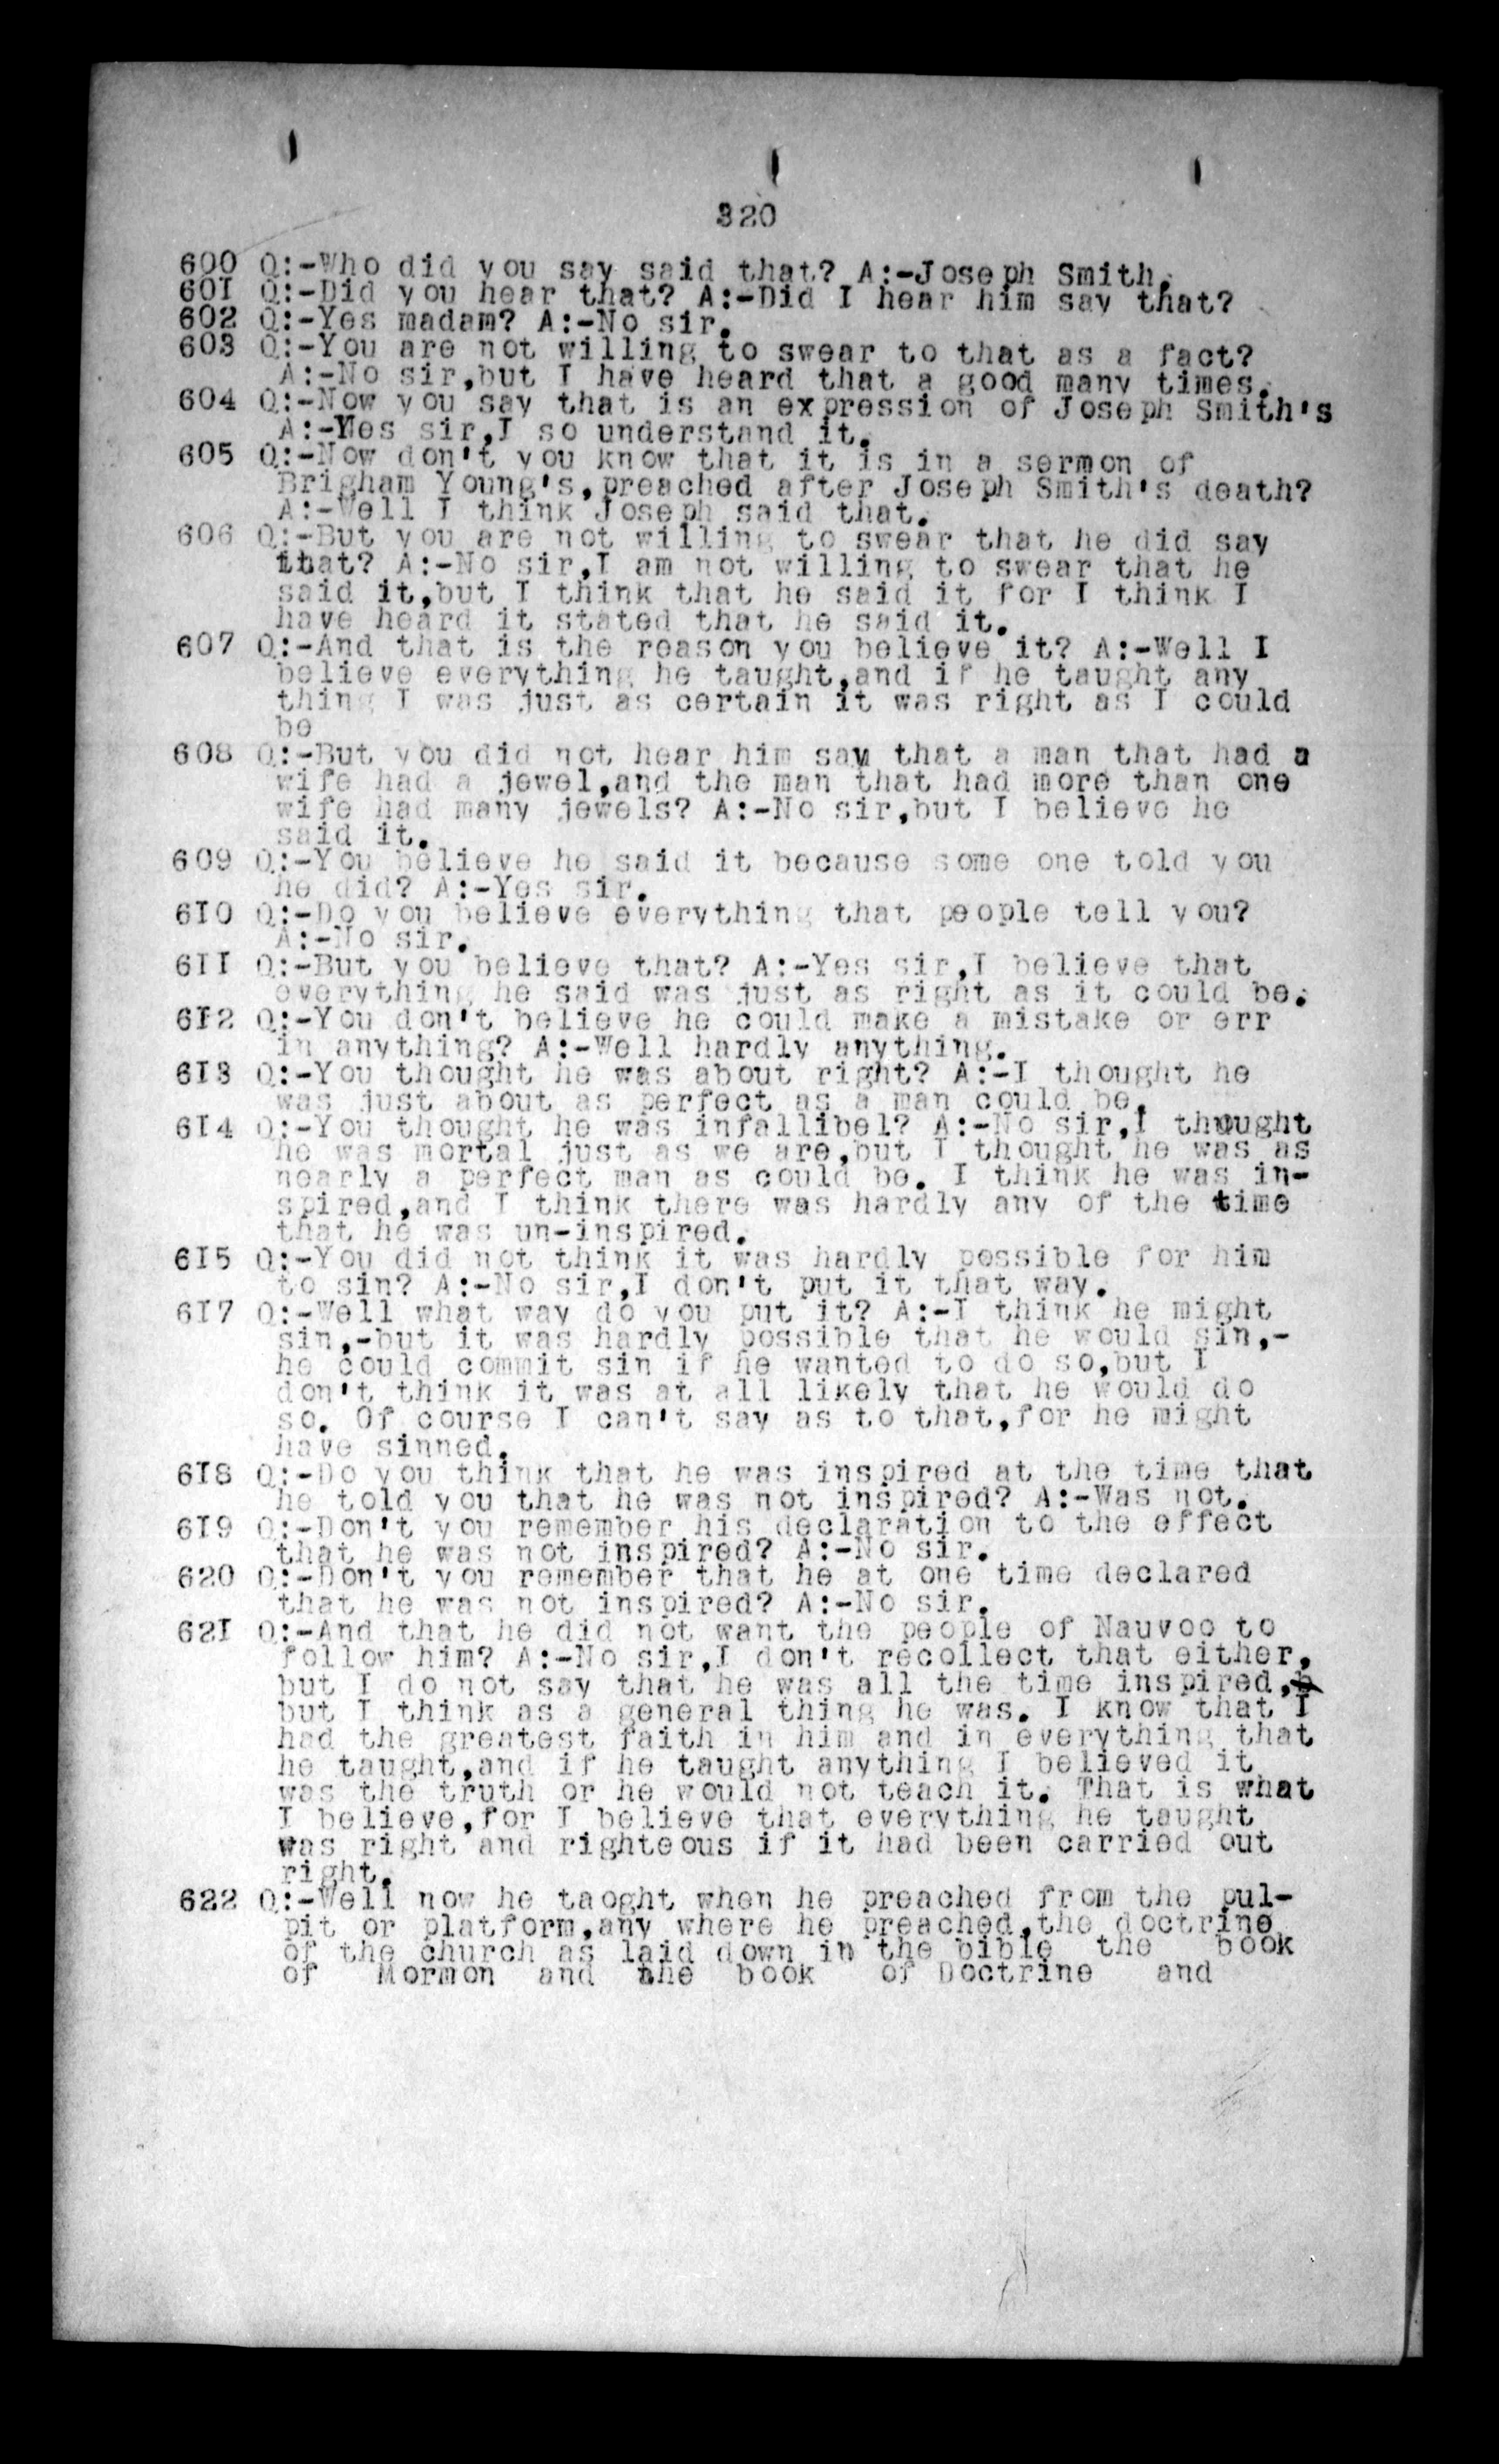 320
600 Q:-Who did you say said that? A:-Joseph Smith.
601 Q:-Did you hear that? A:-Did I hear him say that?
602 Q:-Yes madam? A:-No sir.
603 Q:-You are not willing to swear to that as a fact?
A:-No sir,but I have heard that a good many times.
604 Q:-Now you say that is an expression of Joseph Smith's
A:-Yes sir,I so understand it.
605 Q:-Now don't you know that it is in a sermon of
Brigham Young's,preached after Joseph Smith's death?
A:-Well I think Joseph said that.
606 Q:-But you are not willing to swear that he did say
that? A:-No sir,I am not willing to swear that he
said it,but I think that he said it for I think I
have heard it stated that he said it.
607 Q:-And that is the reason you believe it? A:-Well I
believe everything he taught,and if he taught any
thing I was just as certain it was right as I could
be
608 Q:-But you did not hear him say that a man that had a
wife had a jewel,and the man that had more than one
wife had many jewels? A:-No sir,but I believe he
said it.
609 Q:-You believe he said it because some one told you
he did? A:-Yes sir.
610 Q:-Do you believe everything that people tell you?
A:-No sir.
611 Q:-But you believe that? A:-Yes sir,I believe that
everything he said was just as right as it could be.
612 Q:-You don't believe he could make a mistake or err
in anything? A:-Well hardly anything.
613 Q:-You thought he was about right? A:-I thought he
was just about as perfect as a man could be.
614 Q:-You thought he was infallibel? A:-No sir,I thought
he was mortal just as we are,but I thought he was as
nearly a perfect man as could be. I think he was in-
spired,and I think there was hardly any of the time
that he was un-inspired.
615 Q:-You did not think it was hardly possible for him
to sin? A:-No sir,I don't put it that way.
617 Q:-Well what way do you put it? A:-I think he might
sin,-but it was hardly possible that he would sin,-
he could commit sin if he wanted to do so,but I
don't think it was at all likely that he would do
so. Of course I can't say as to that,for he might
have sinned.
618 Q:-Do you think that he was inspired at the time that
he told you that he was not inspired? A:-Was not.
619 Q:-Don't you remember his declaration to the effect
that he was not inspired? A:-No sir.
620 Q:-Don't you remember that he at one time declared
that he was not inspired? A:-No sir.
621 Q:-And that he did not want the people of Nauvoo to
follow him? A:-No sir,I don't recollect that either,
but I do not say that he was all the time inspired,
but I think as a general thing he was. I know that I
had the greatest faith in him and in everything that
he taught,and if he taught anything I believed it
was the truth or he would not teach it. That is what
I believe,for I believe that everything he taught
was right and righteous if it had been carried out
right.
622 Q:-Well now he taoght when he preached from the pul-
pit or platform,any where he preached,the doctrine
of the church as laid down in the bible the book
of Mormon and the book of Doctrine and